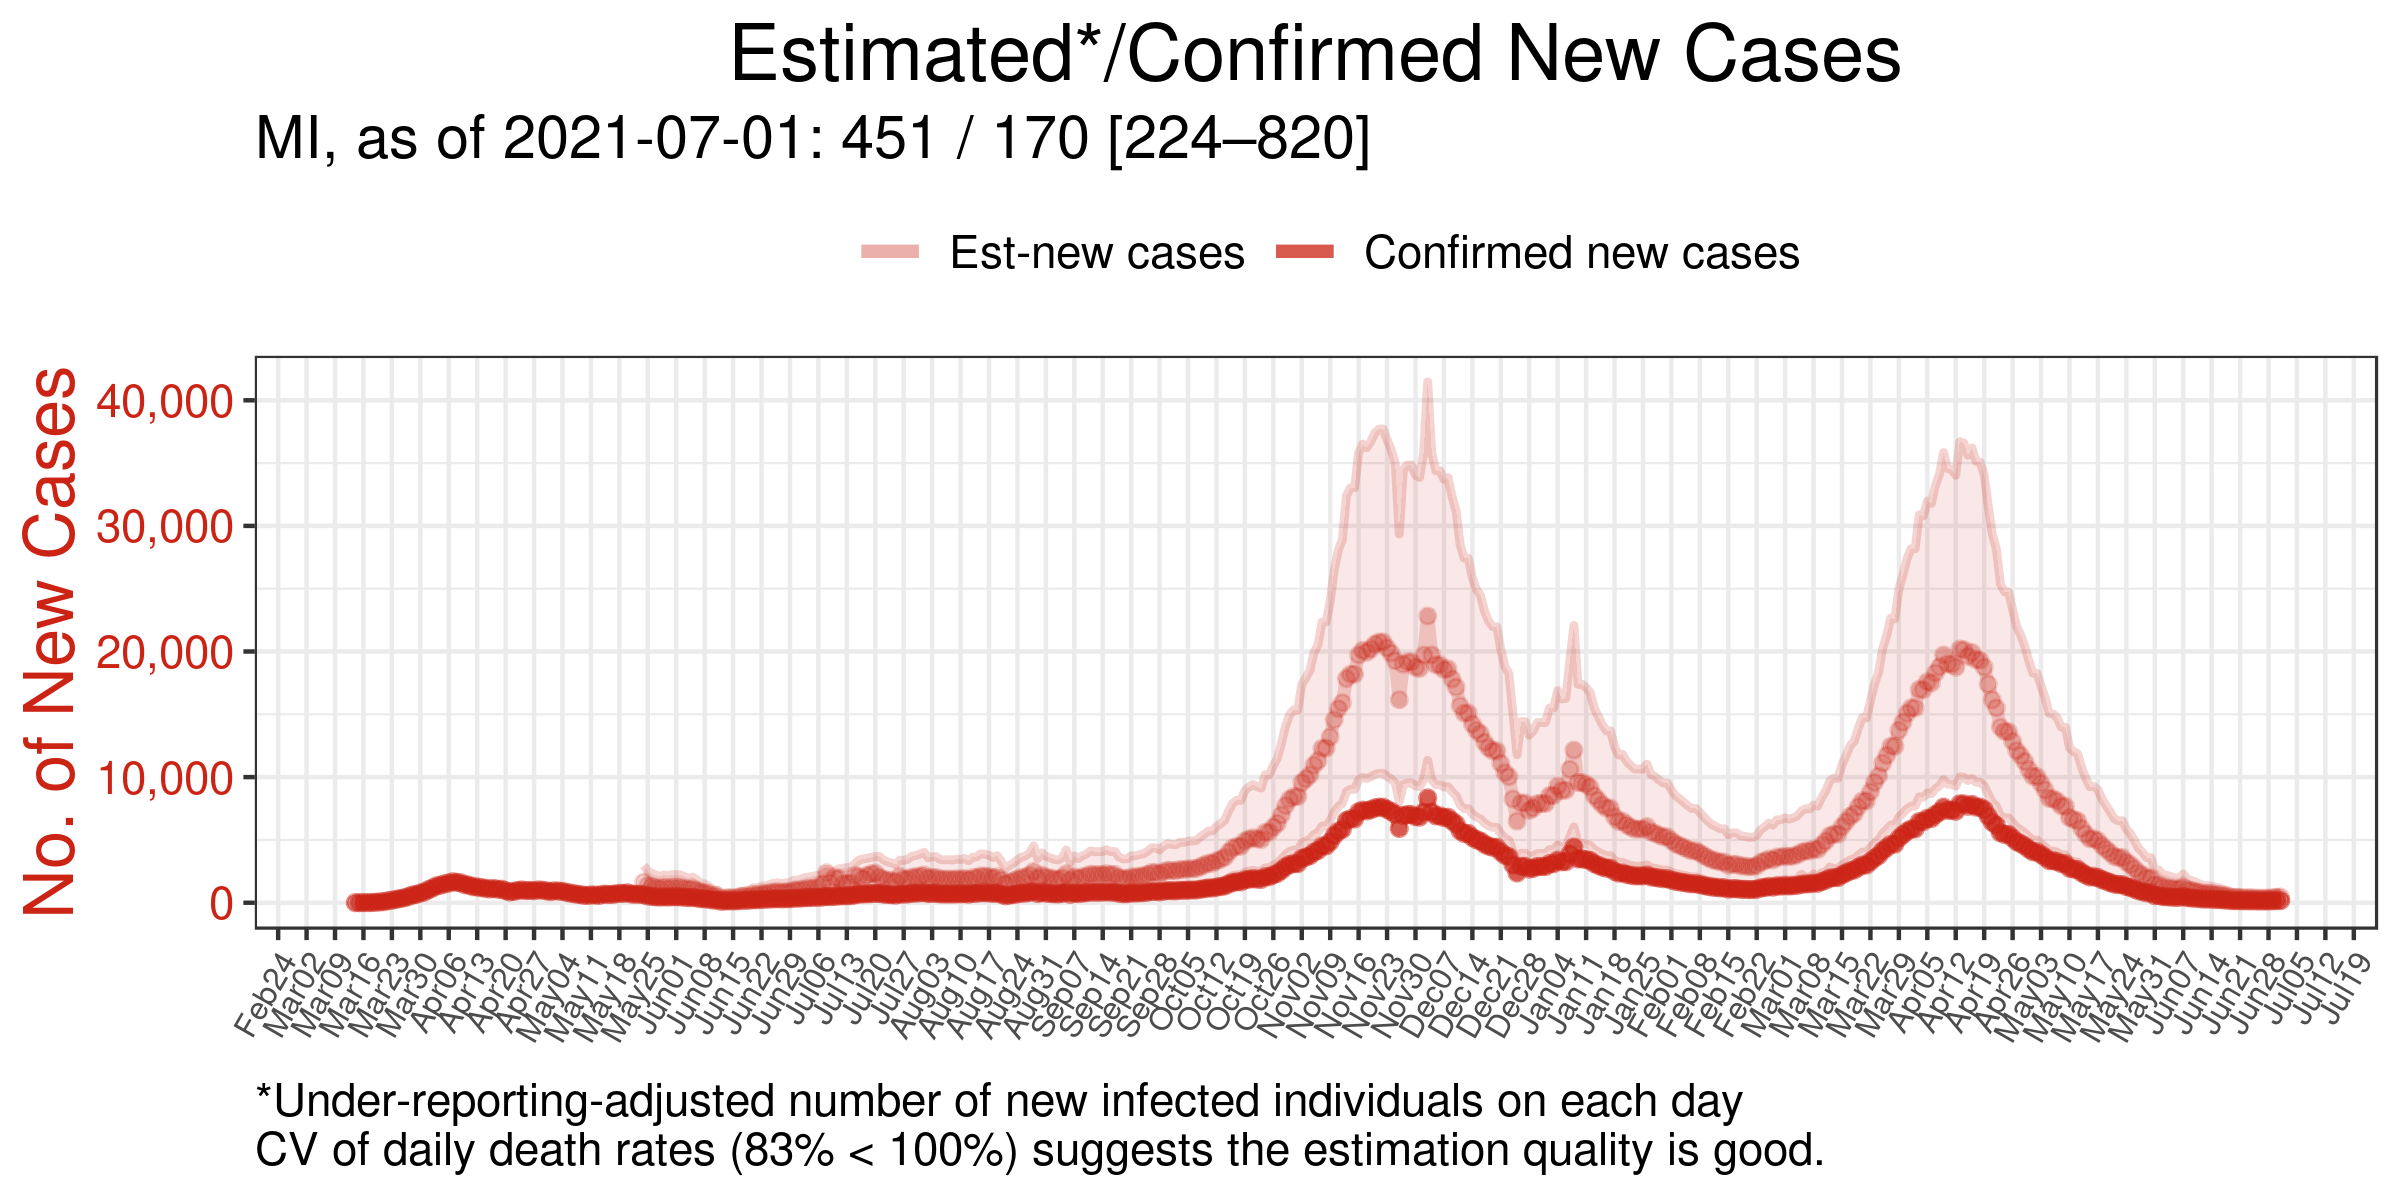 Estimated*/Confirmed New Cases
MI, as of 2021-07-01: 451 / 170 [224–820]
Est-new cases
Confirmed new cases
No. of New Cases
40,000
30,000
20,000
10,000
0
Feb24
Mar02
Mar09
Mar16
Mar23
Mar30
Apr06
Apr13
Apr20
Apr27
May04
May11
May18
May25
Jun01
Jun08
Jun15
Jun22
Jun29
Jul06
Jul13
Jul20
Jul27
Aug03
Aug10
Aug17
Aug24
Aug31
Sep07
Sep14
Sep21
Sep28
Oct05
Oct12
Oct19
Oct26
Nov02
Nov09
Nov16
Nov23
Nov30
Dec07
Dec14
Dec21
Dec28
Jan04
Jan11
Jan18
Jan25
Feb01
Feb08
Feb15
Feb22
Mar01
Mar08
Mar15
Mar22
Mar29
Apr05
Apr12
Apr19
Apr26
May03
May10
May17
May24
May31
Jun07
Jun14
Jun21
Jun28
Jul05
Jul12
Jul19
*Under-reporting-adjusted number of new infected individuals on each day
CV of daily death rates (83% < 100%) suggests the estimation quality is good.